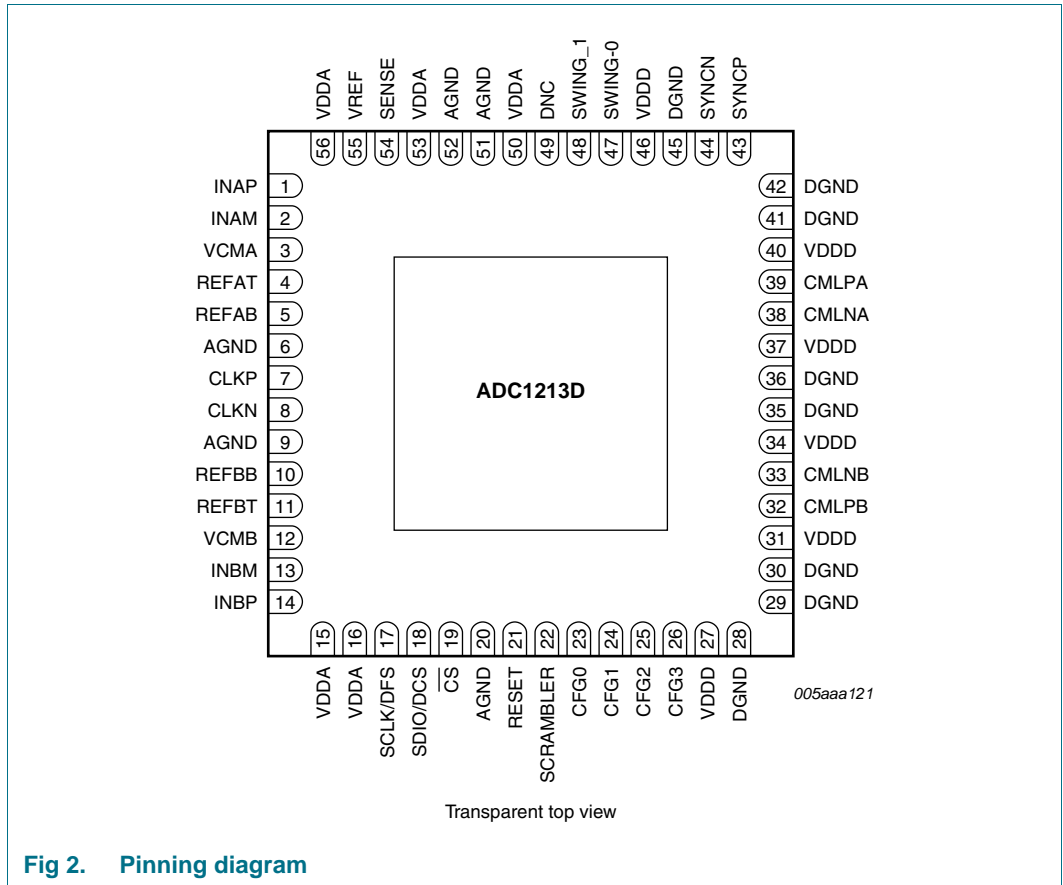 VDDA
VREF
SENSE
VDDA
AGND
AGND
VDDA
DNC
SWING_1
SWING-0
VDDD
DGND
SYNCN
SYNCP
56
55
54
53
52
51
50
49
48
47
46
45
44
43
INAP 1
INAM 2
VCMA 3
REFAT 4
REFAB 5
AGND 6
CLKP 7
CLKN 8
AGND 9
REFBB 10
REFBT 11
VCMB 12
INBM 13
INBP 14
ADC1213D
42 DGND
41 DGND
40 VDDD
39 CMLPA
38 CMLNA
37 VDDD
36 DGND
35 DGND
34 VDDD
33 CMLNB
32 CMLPB
31 VDDD
30 DGND
29 DGND
15
16
17
18
19
20
21
22
23
24
25
26
27
28
VDDA
VDDA
SCLK/DFS
SDIO/DCS
CS
AGND
RESET
SCRAMBLER
CFG0
CFG1
CFG2
CFG3
VDDD
DGND
005aaa121
Transparent top view
Fig 2. Pinning diagram